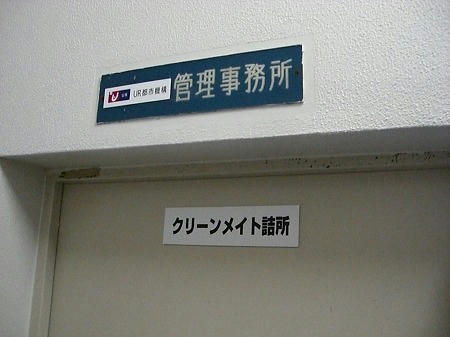 UR都市機構 管理事務所
クリーンメイト詰所